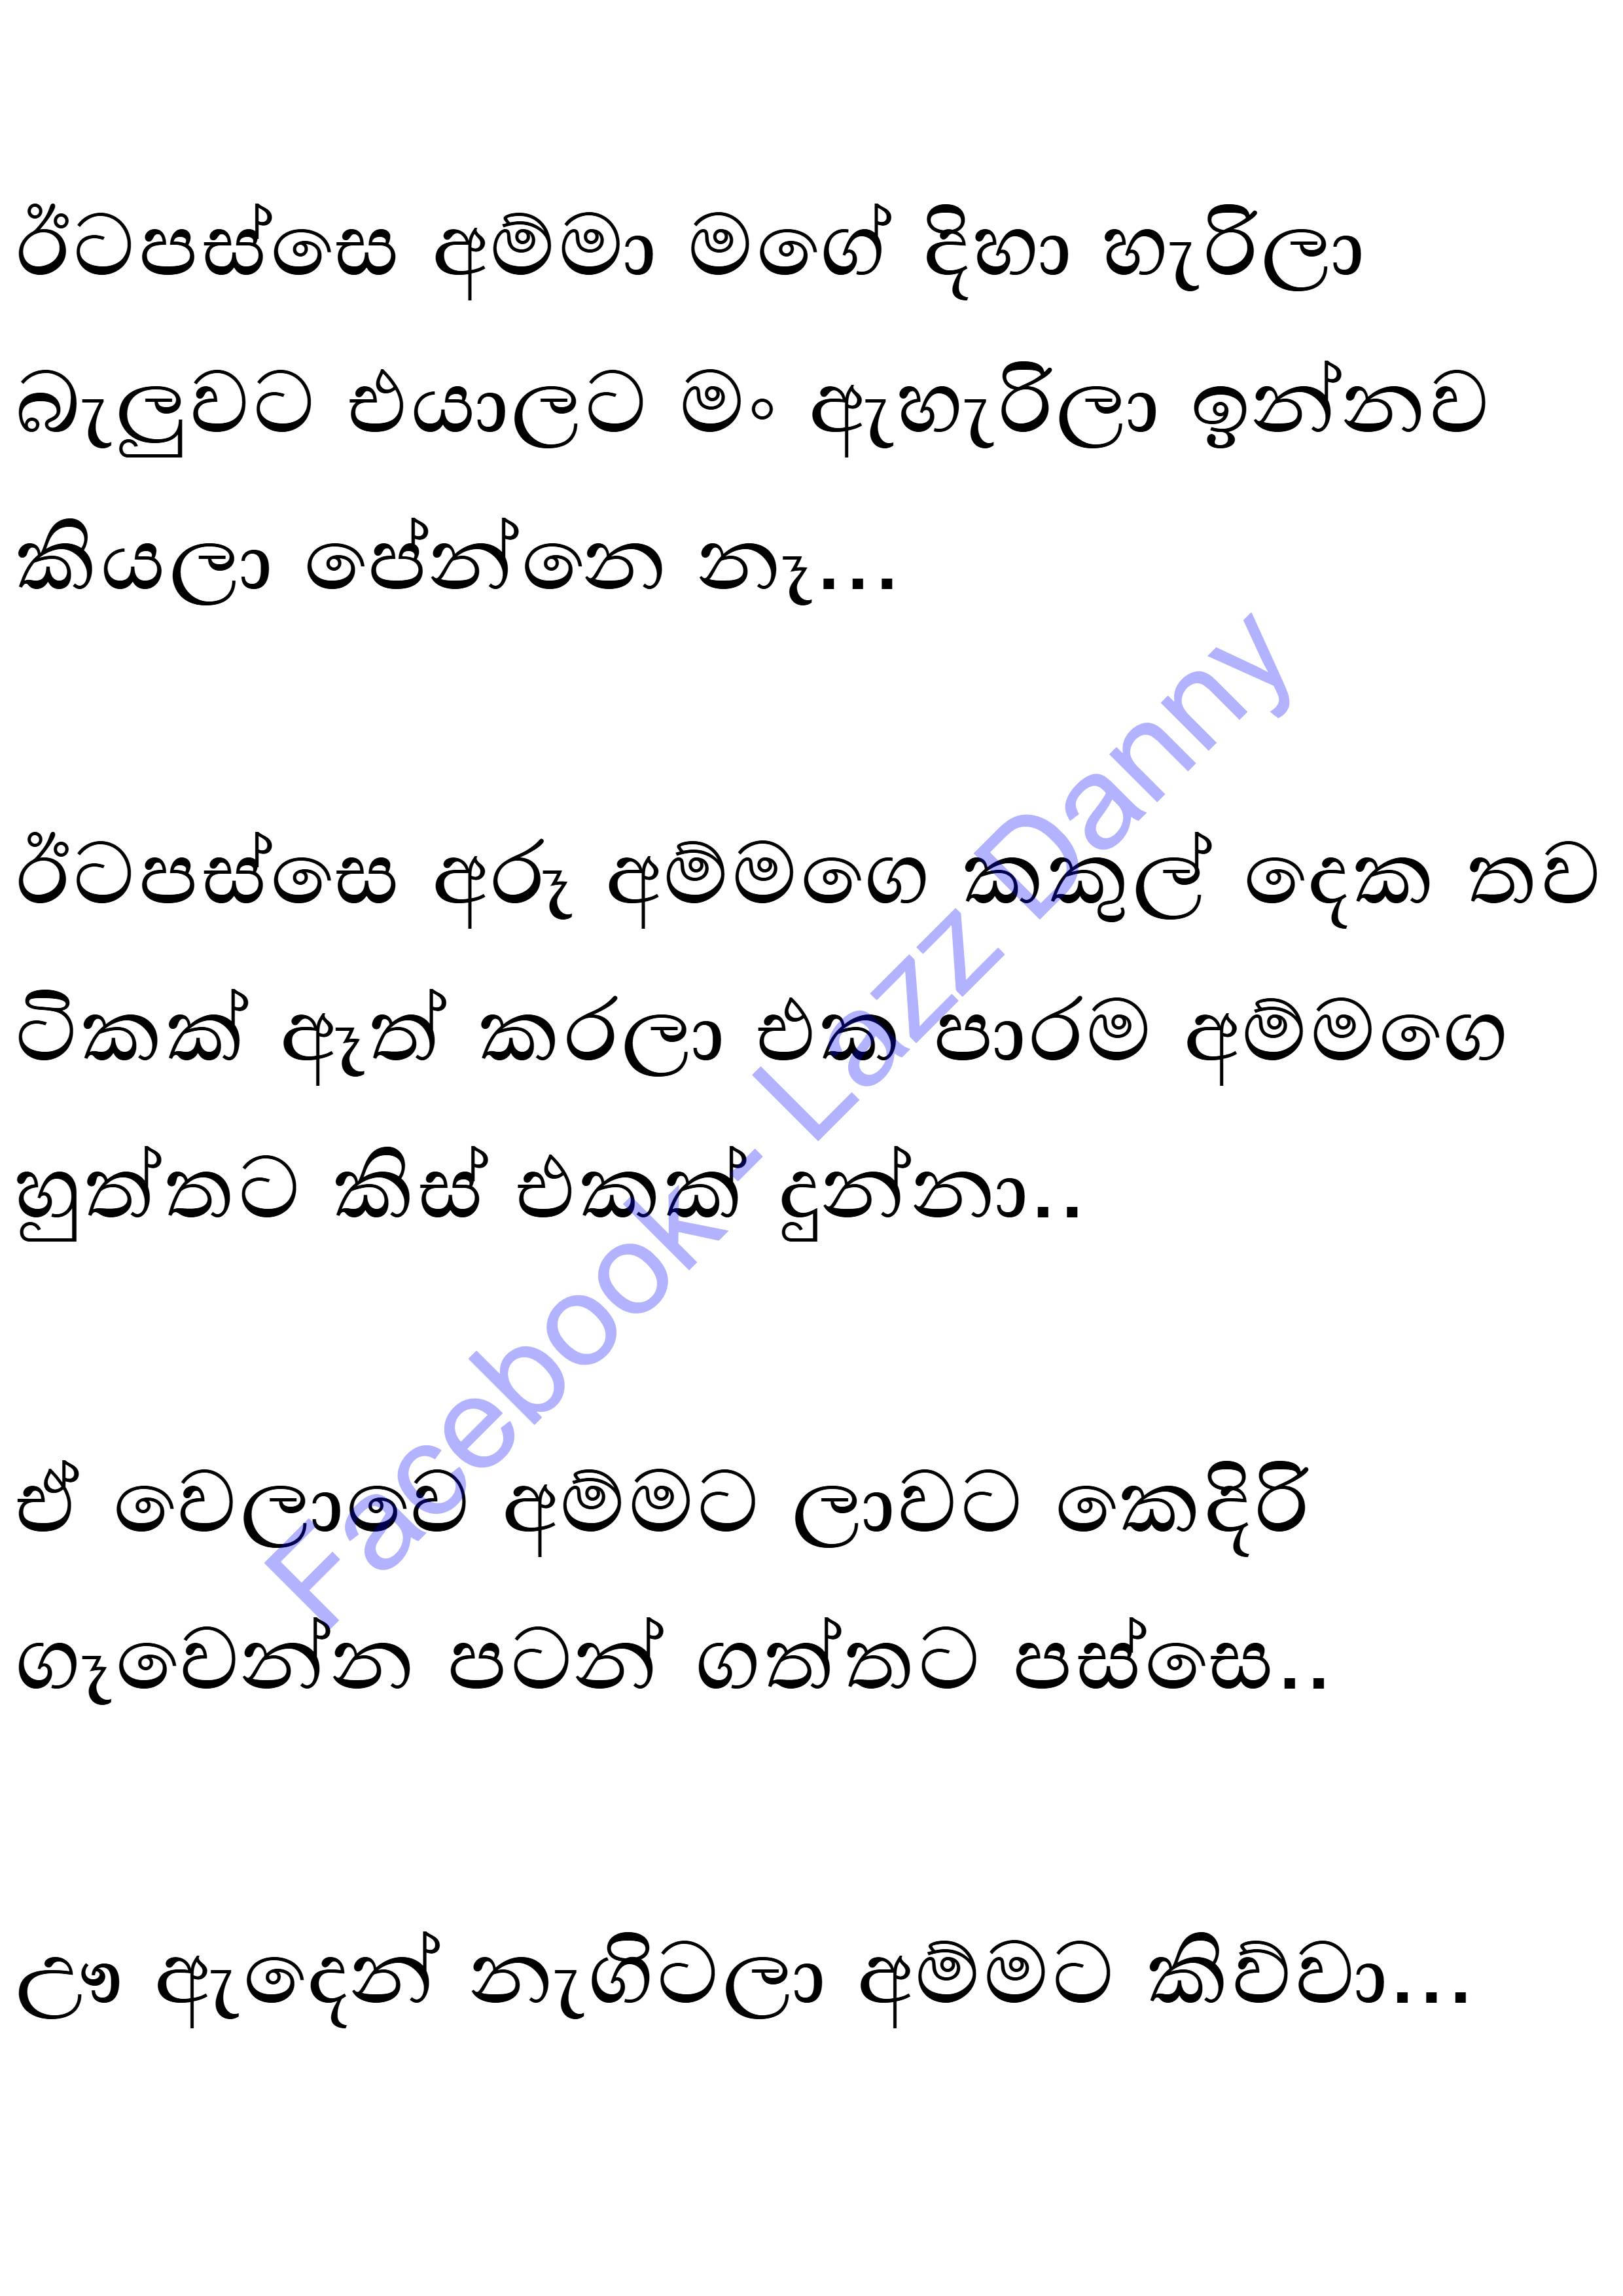 ඊටපස්සෙ අම්මා මගේ දිහා හැරිලා
බැලුවට එයාලට මං ඇහැරිලා ඉන්නව
කියලා පේන්නෙ නෑ...
ඊටපස්සෙ අරූ අම්මගෙ කකුල් දෙක තව
ටිකක් ඈත් කරලා එක පාරම අම්මගෙ
හුත්තට කිස් එකක් දුන්නා..
ඒ වෙලාවෙ අම්මට ලාවට කෙදිරි
ගෑවෙන්න පටන් ගත්තට පස්සෙ..
ඌ ඇදෙන් නැගිටලා අම්මට කිව්වා...
Facebook- Lazz Danny